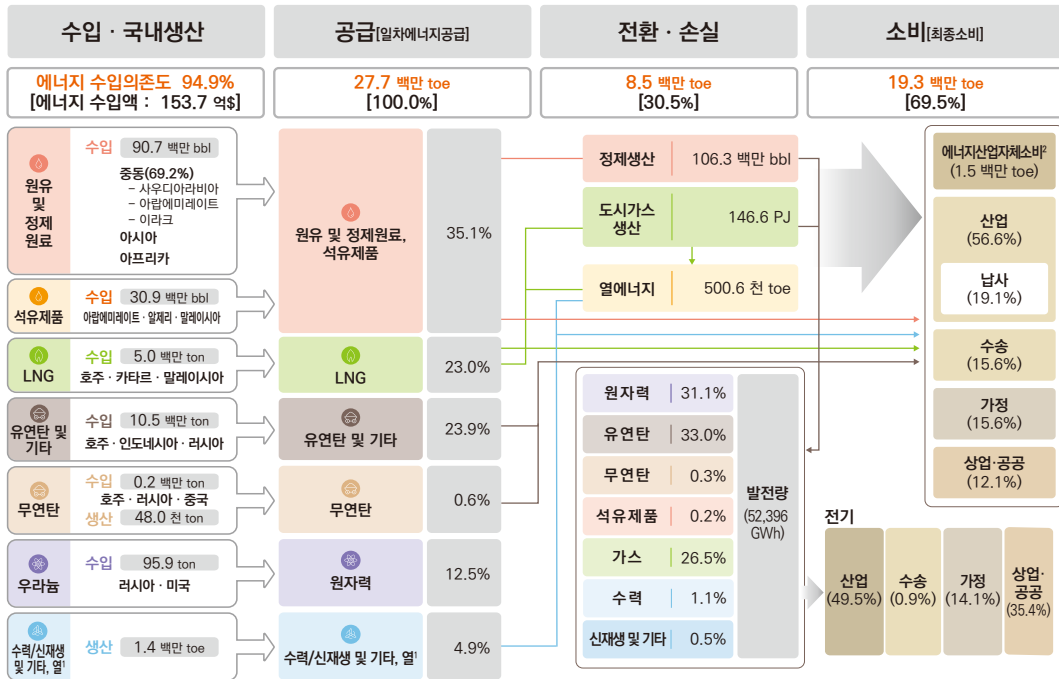 수입 · 국내생산
공급[일차에너지공급]
전환 · 손실
소비[최종소비]
에너지 수입의존도 94.9%
[에너지 수입액 : 153.7 억$]
27.7 백만 toe
[100.0%]
8.5 백만 toe
[30.5%]
19.3 백만 toe
[69.5%]
원유
및
정제
원료
수입 90.7 백만 bbl
중동(69.2%)
– 사우디아라비아
– 아랍에미레이트
– 이라크
아시아
아프리카
석유제품
수입 30.9 백만 bbl
아랍에미레이트 · 알제리 · 말레이시아
LNG
수입 5.0 백만 ton
호주 · 카타르 · 말레이시아
유연탄 및
기타
수입 10.5 백만 ton
호주 · 인도네시아 · 러시아
무연탄
수입 0.2 백만 ton
호주 · 러시아 · 중국
생산 48.0 천 ton
우라늄
수입 95.9 ton
러시아 · 미국
수력/신재생
및 기타, 열¹
생산 1.4 백만 toe
원유 및 정제원료,
석유제품
35.1%
LNG
23.0%
유연탄 및 기타
23.9%
무연탄
0.6%
원자력
12.5%
수력/신재생 및 기타, 열¹
4.9%
정제생산 106.3 백만 bbl
도시가스
생산
146.6 PJ
열에너지 500.6 천 toe
원자력 31.1%
유연탄 33.0%
무연탄 0.3%
석유제품 0.2%
가스 26.5%
수력 1.1%
신재생 및 기타 0.5%
발전량
(52,396
GWh)
에너지산업자체소비²
(1.5 백만 toe)
산업
(56.6%)
납사
(19.1%)
수송
(15.6%)
가정
(15.6%)
상업·공공
(12.1%)
전기
산업
(49.5%)
수송
(0.9%)
가정
(14.1%)
상업·
공공
(35.4%)